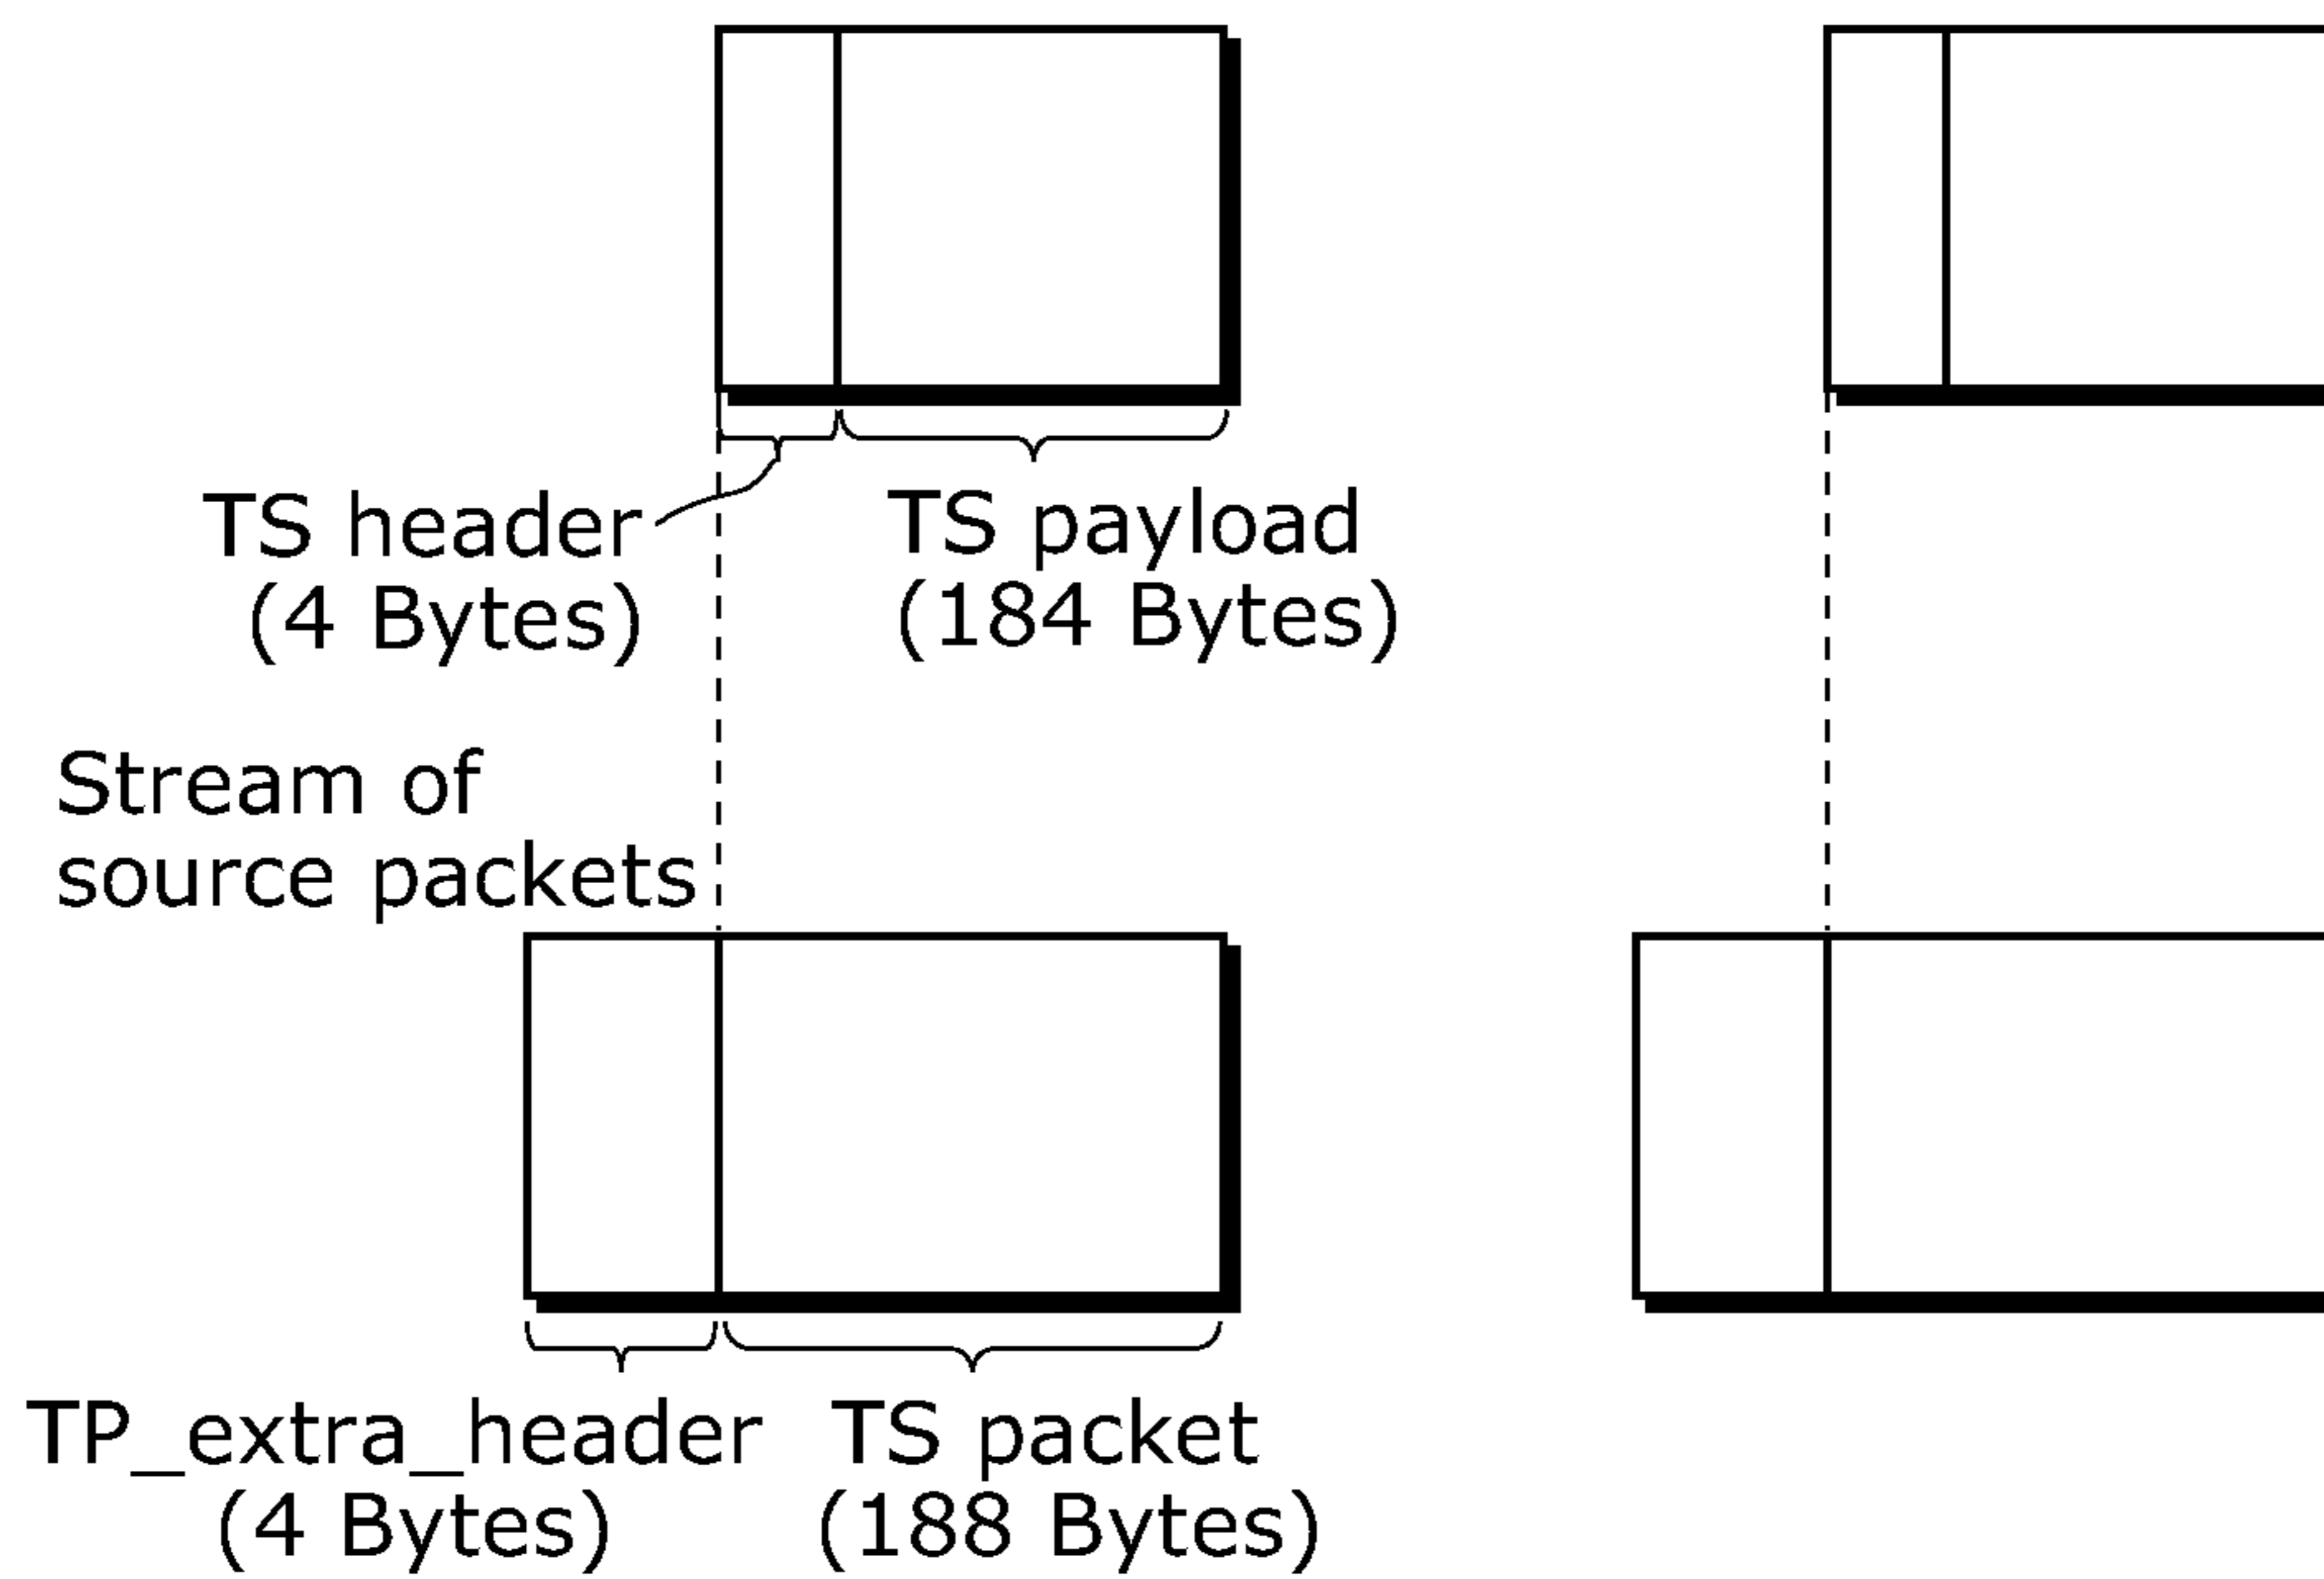 TS header
(4 Bytes)
TS payload
(184 Bytes)
Stream of
source packets
TP_extra_header
(4 Bytes)
TS packet
(188 Bytes)